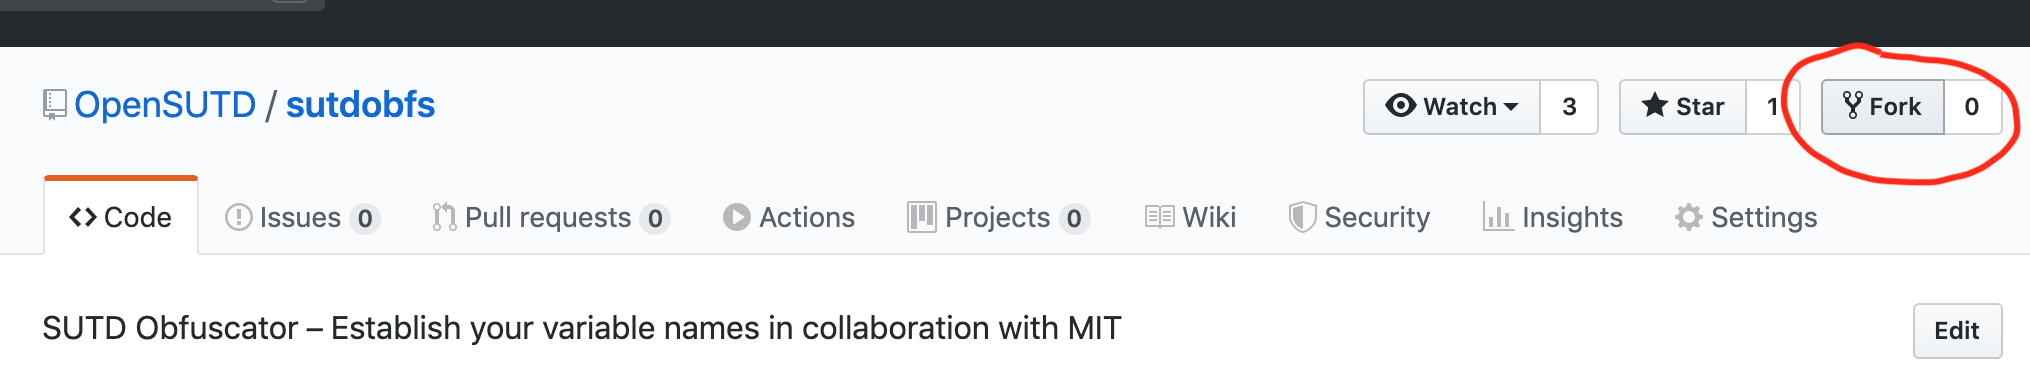 OpenSUTD / sutdobfs
Watch 3 Star 1 Fork 0
Code Issues 0 Pull requests 0 Actions Projects 0 Wiki Security Insights Settings
SUTD Obfuscator – Establish your variable names in collaboration with MIT
Edit